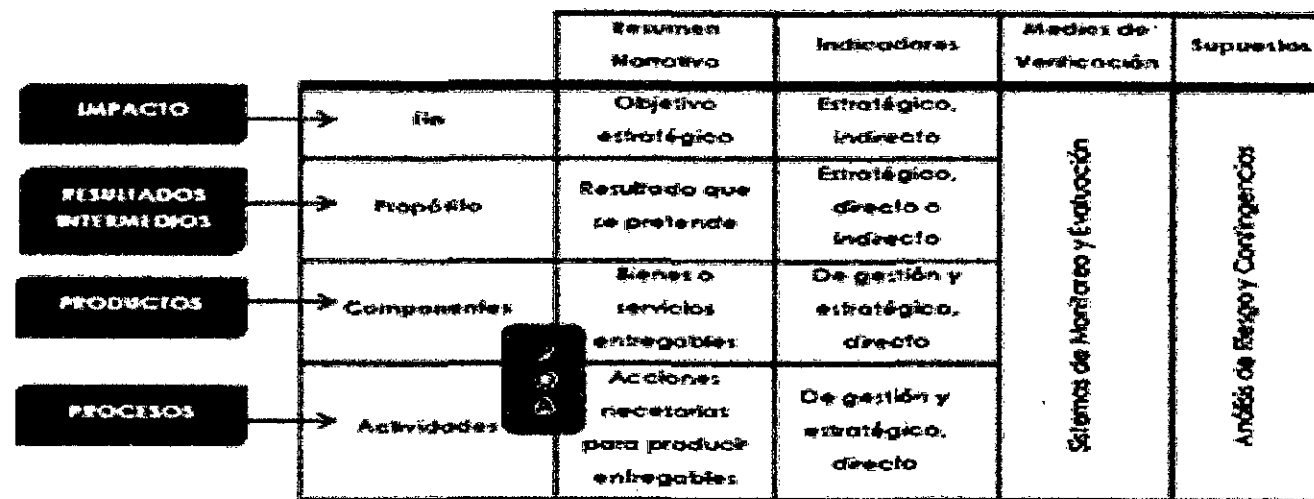 Resumen
Narrativo
Indicadores
Medios de
Verificación
Supuestos
IMPACTO
Fin
Objetivo
estratégico
Estratégico,
indirecto
RESULTADOS
INTERMEDIOS
Propósito
Resultado que
se pretende
Estratégico,
directo o
indirecto
PRODUCTOS
Componentes
Bienes o
servicios
entregables
De gestión y
estratégico,
directo
PROCESOS
Actividades
Acciones
necesarias
para producir
entregables
De gestión y
estratégico,
directo
Sistemas de Monitoreo y Evaluación
Análisis de Riesgo y Contingencias